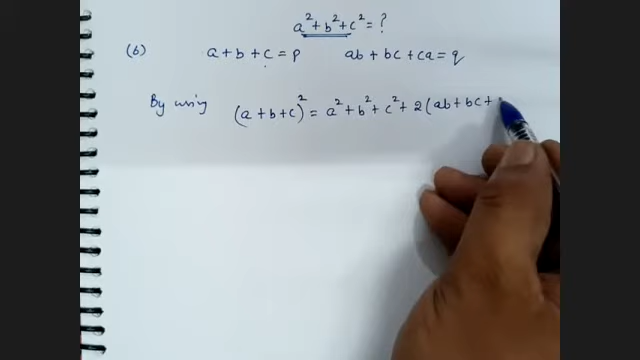 a² + b² + c² = ?
(6) a + b + c = p ab + bc + ca = q
By using (a + b + c)² = a² + b² + c² + 2(ab + bc +